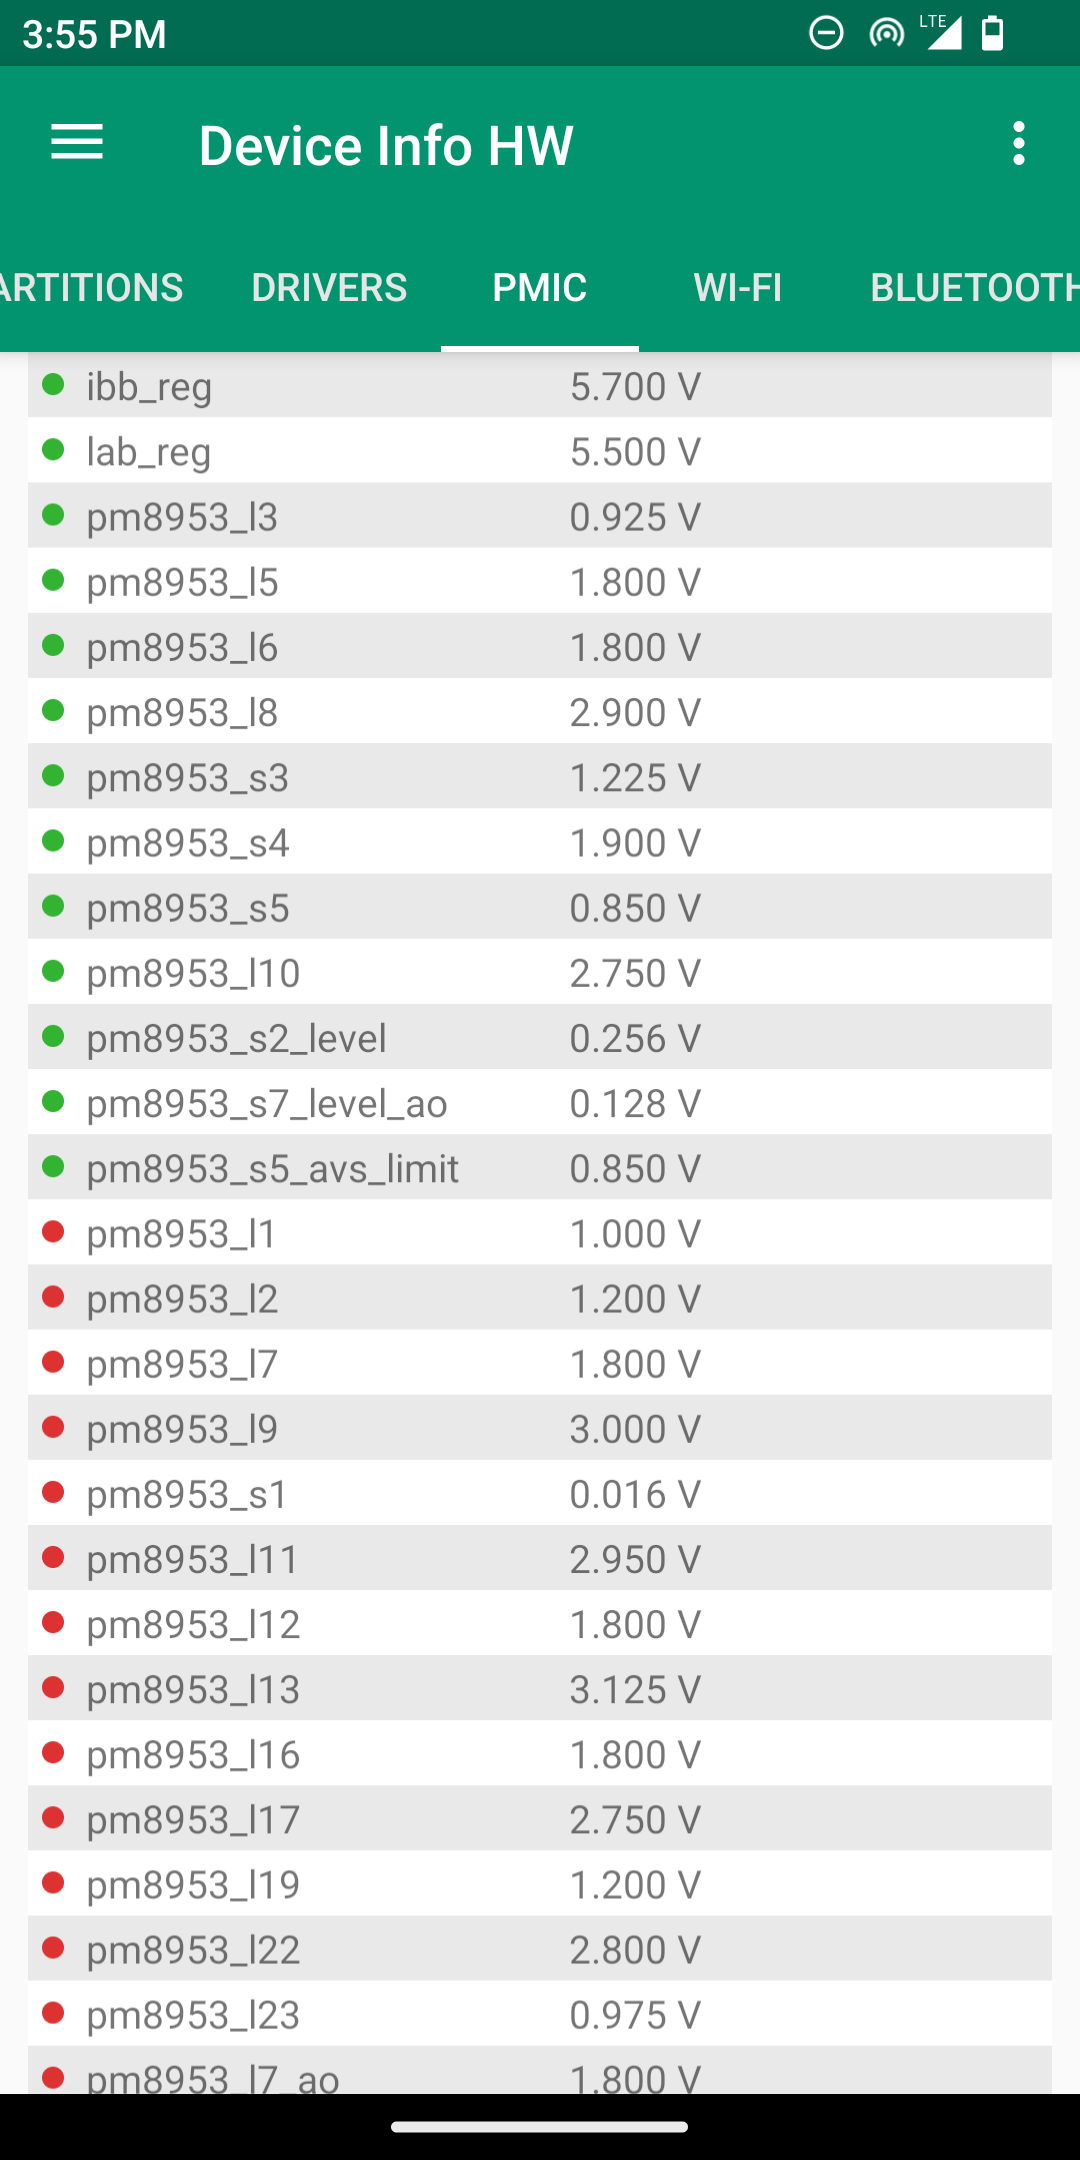 3:55 PM LTE
Device Info HW
ARTITIONS DRIVERS PMIC WI-FI BLUETOOTH
ibb_reg 5.700 V
lab_reg 5.500 V
pm8953_l3 0.925 V
pm8953_l5 1.800 V
pm8953_l6 1.800 V
pm8953_l8 2.900 V
pm8953_s3 1.225 V
pm8953_s4 1.900 V
pm8953_s5 0.850 V
pm8953_l10 2.750 V
pm8953_s2_level 0.256 V
pm8953_s7_level_ao 0.128 V
pm8953_s5_avs_limit 0.850 V
pm8953_l1 1.000 V
pm8953_l2 1.200 V
pm8953_l7 1.800 V
pm8953_l9 3.000 V
pm8953_s1 0.016 V
pm8953_l11 2.950 V
pm8953_l12 1.800 V
pm8953_l13 3.125 V
pm8953_l16 1.800 V
pm8953_l17 2.750 V
pm8953_l19 1.200 V
pm8953_l22 2.800 V
pm8953_l23 0.975 V
pm8953_l7_ao 1.800 V